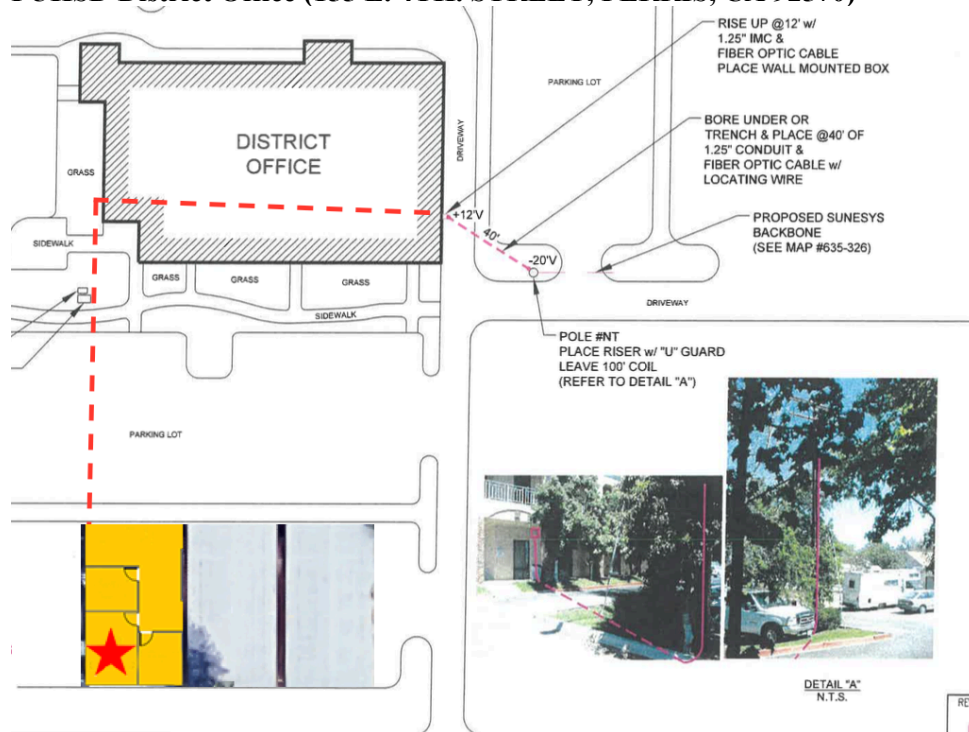 RISE UP @12' w/
1.25" IMC &
FIBER OPTIC CABLE
PLACE WALL MOUNTED BOX
PARKING LOT
BORE UNDER OR
TRENCH & PLACE @40' OF
1.25" CONDUIT &
FIBER OPTIC CABLE w/
LOCATING WIRE
DISTRICT
OFFICE
DRIVEWAY
GRASS
+12'V
40'
PROPOSED SUNESYS
BACKBONE
(SEE MAP #635-326)
SIDEWALK
-20'V
GRASS
GRASS
GRASS
DRIVEWAY
SIDEWALK
POLE #NT
PLACE RISER w/ "U" GUARD
LEAVE 100' COIL
(REFER TO DETAIL "A")
PARKING LOT
DETAIL "A"
N.T.S.